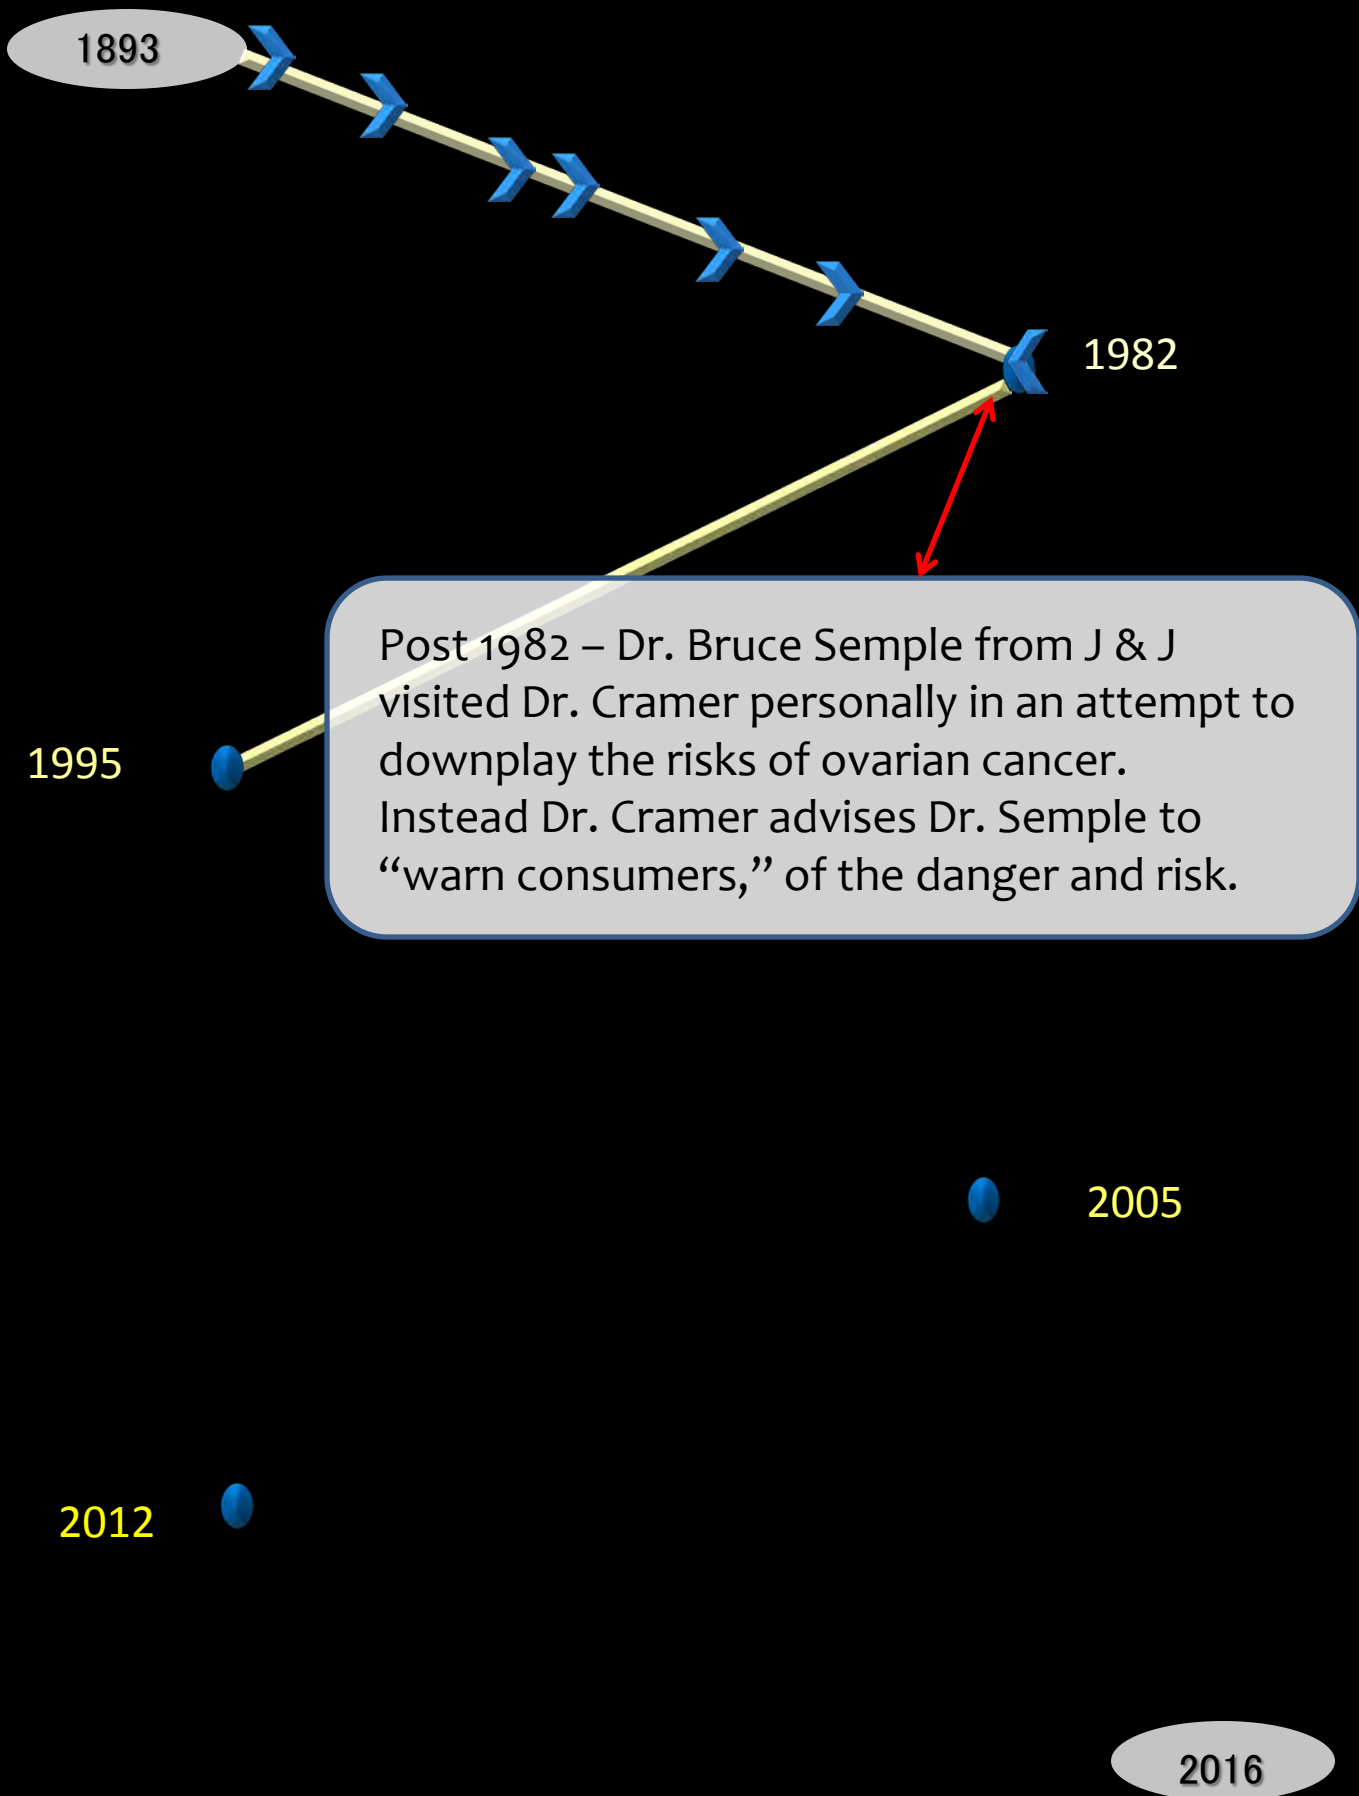 1893
1982
Post 1982 – Dr. Bruce Semple from J & J
visited Dr. Cramer personally in an attempt to
downplay the risks of ovarian cancer.
Instead Dr. Cramer advises Dr. Semple to
“warn consumers,” of the danger and risk.
1995
2005
2012
2016